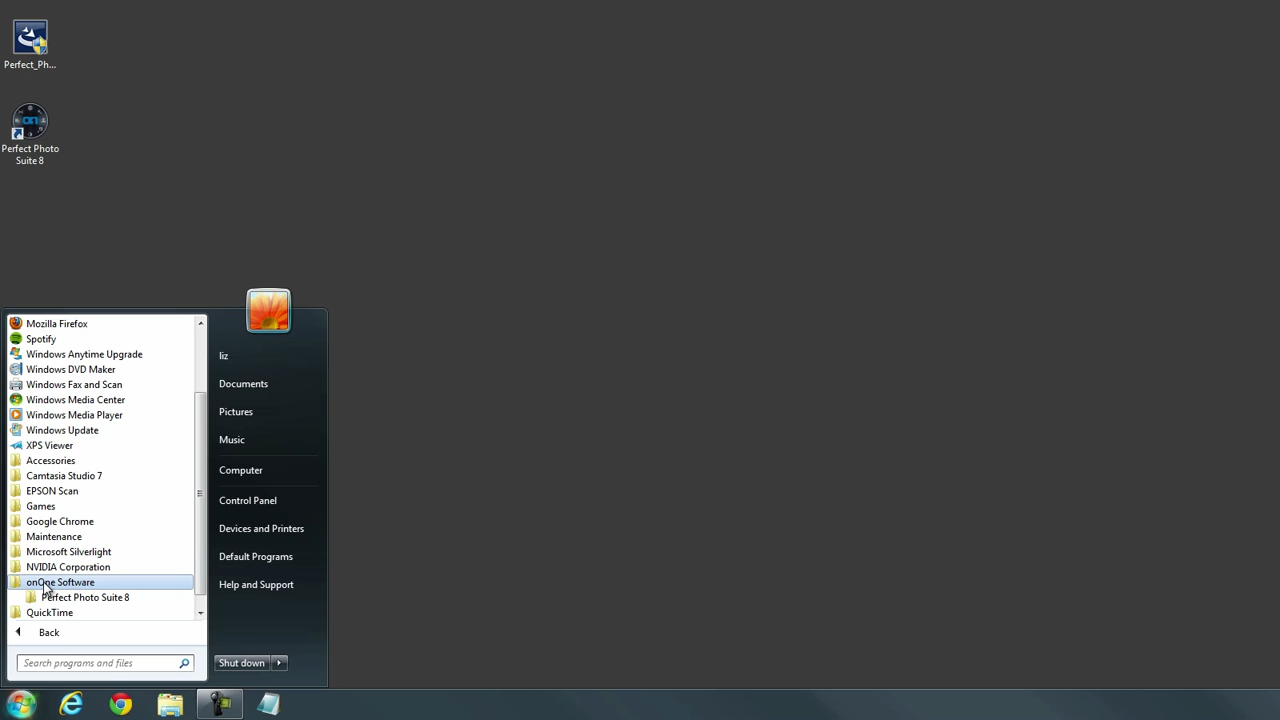 Perfect_Ph...
Perfect Photo
Suite 8
Mozilla Firefox
Spotify
Windows Anytime Upgrade
Windows DVD Maker
Windows Fax and Scan
Windows Media Center
Windows Media Player
Windows Update
XPS Viewer
Accessories
Camtasia Studio 7
EPSON Scan
Games
Google Chrome
Maintenance
Microsoft Silverlight
NVIDIA Corporation
onOne Software
Perfect Photo Suite 8
QuickTime
Back
Search programs and files
liz
Documents
Pictures
Music
Computer
Control Panel
Devices and Printers
Default Programs
Help and Support
Shut down